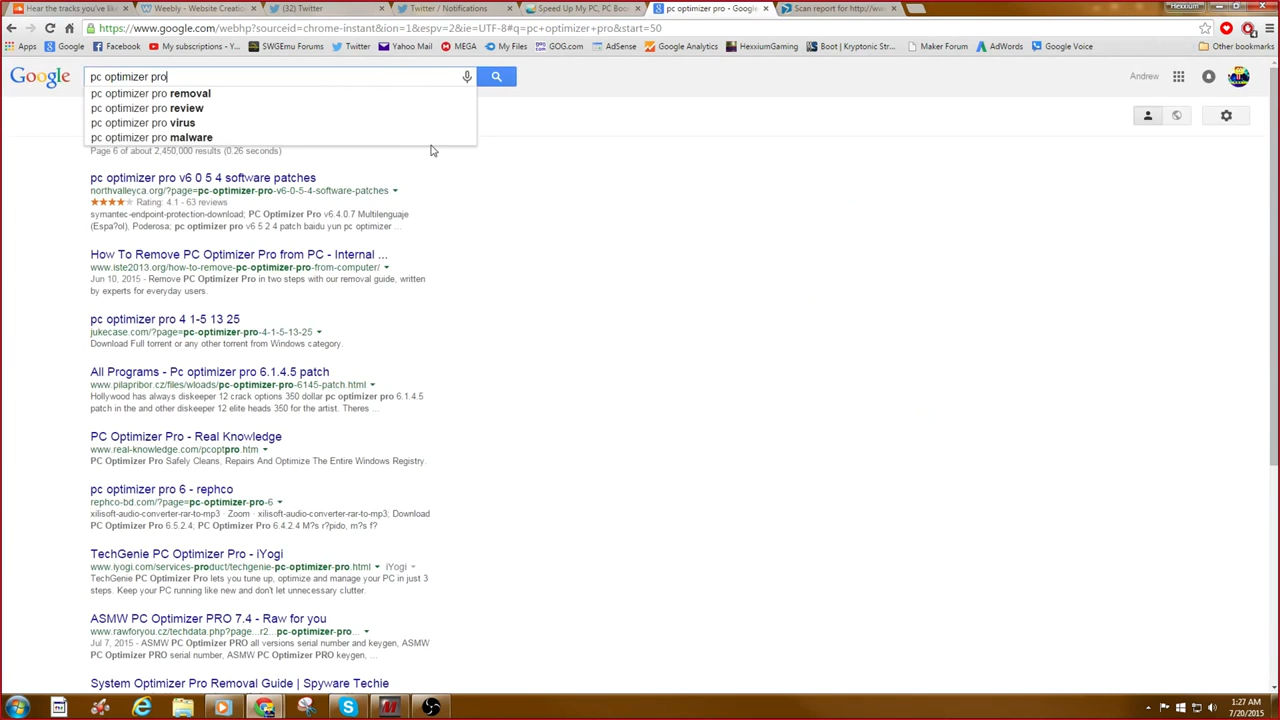 Hear the tracks you've like
Weebly - Website Creation
(32) Twitter
Twitter / Notifications
Speed Up My PC, PC Boo
pc optimizer pro - Google
Scan report for http://www
Hexxium
https://www.google.com/webhp?sourceid=chrome-instant&ion=1&espv=2&ie=UTF-8#q=pc+optimizer+pro&start=50
Apps Google Facebook My subscriptions - Y... SWGEmu Forums Twitter Yahoo Mail MEGA My Files GOG.com AdSense Google Analytics HexxiumGaming Boot | Kryptonic Str... Maker Forum AdWords Google Voice Other bookmarks
Google pc optimizer pro Andrew
pc optimizer pro removal
pc optimizer pro review
pc optimizer pro virus
pc optimizer pro malware
Page 6 of about 2,450,000 results (0.26 seconds)
pc optimizer pro v6 0 5 4 software patches
northvalleyca.org/?page=pc-optimizer-pro-v6-0-5-4-software-patches
Rating: 4.1 - 63 reviews
symantec-endpoint-protection-download; PC Optimizer Pro v6.4.0.7 Multilenguaje
(Espa?ol), Poderosa; pc optimizer pro v6 5 2 4 patch baidu yun pc optimizer ...
How To Remove PC Optimizer Pro from PC - Internal ...
www.iste2013.org/how-to-remove-pc-optimizer-pro-from-computer/
Jun 10, 2015 - Remove PC Optimizer Pro in two steps with our removal guide, written
by experts for everyday users.
pc optimizer pro 4 1-5 13 25
jukecase.com/?page=pc-optimizer-pro-4-1-5-13-25
Download Full torrent or any other torrent from Windows category.
All Programs - Pc optimizer pro 6.1.4.5 patch
www.pilapribor.cz/files/wloads/pc-optimizer-pro-6145-patch.html
Hollywood has always diskeeper 12 crack options 350 dollar pc optimizer pro 6.1.4.5
patch in the and other diskeeper 12 elite heads 350 for the artist. Theres ...
PC Optimizer Pro - Real Knowledge
www.real-knowledge.com/pcoptpro.htm
PC Optimizer Pro Safely Cleans, Repairs And Optimize The Entire Windows Registry.
pc optimizer pro 6 - rephco
rephco-bd.com/?page=pc-optimizer-pro-6
xilisoft-audio-converter-rar-to-mp3 · Zoom · xilisoft-audio-converter-rar-to-mp3; Download
PC Optimizer Pro 6.5.2.4; PC Optimizer Pro 6.4.2.4 M?s r?pido, m?s f?
TechGenie PC Optimizer Pro - iYogi
www.iyogi.com/services-product/techgenie-pc-optimizer-pro.html iYogi
TechGenie PC Optimizer Pro lets you tune up, optimize and manage your PC in just 3
steps. Keep your PC running like new and don't let unnecessary clutter.
ASMW PC Optimizer PRO 7.4 - Raw for you
www.rawforyou.cz/techdata.php?page...r2... pc-optimizer-pro...
Jul 7, 2015 - ASMW PC Optimizer PRO all versions serial number and keygen, ASMW
PC Optimizer PRO serial number, ASMW PC Optimizer PRO keygen, ...
System Optimizer Pro Removal Guide | Spyware Techie
1:27 AM
7/20/2015